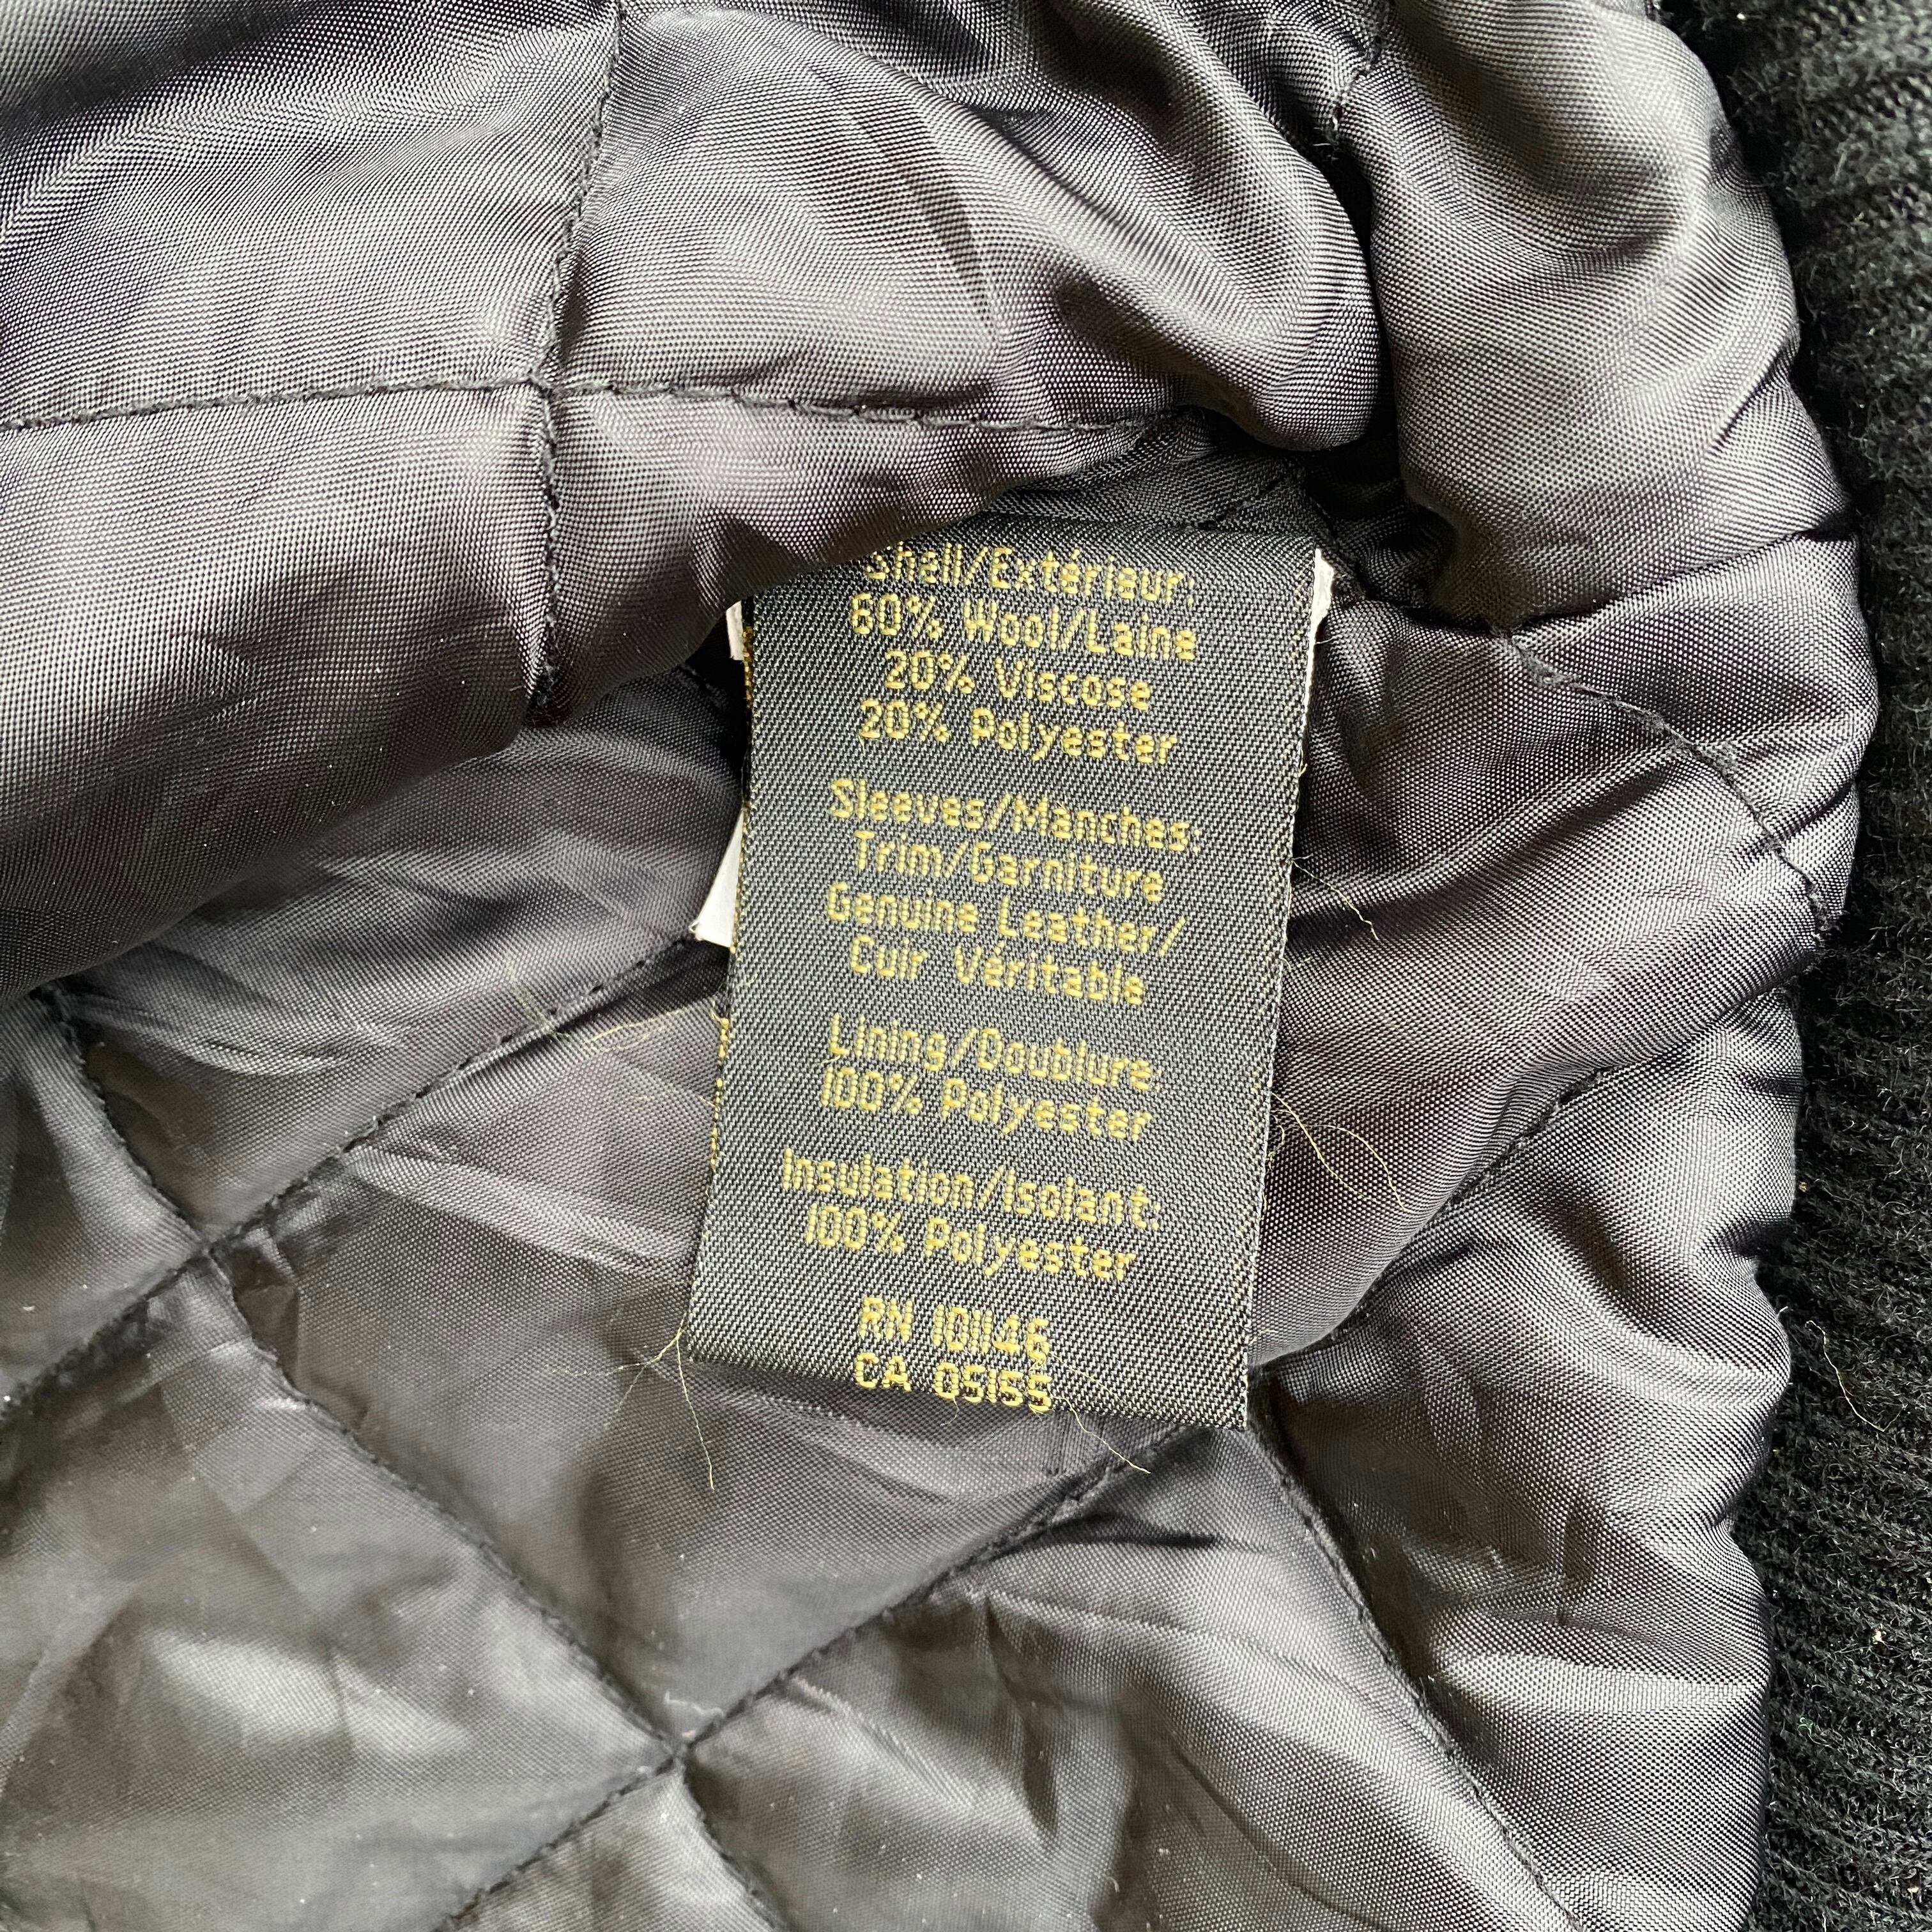 Shell/Extérieur:
60% Wool/Laine
20% Viscose
20% Polyester
Sleeves/Manches:
Trim/Garniture
Genuine Leather/
Cuir Véritable
Lining/Doublure:
100% Polyester
Insulation/Isolant:
100% Polyester
RN 101146
CA 05155